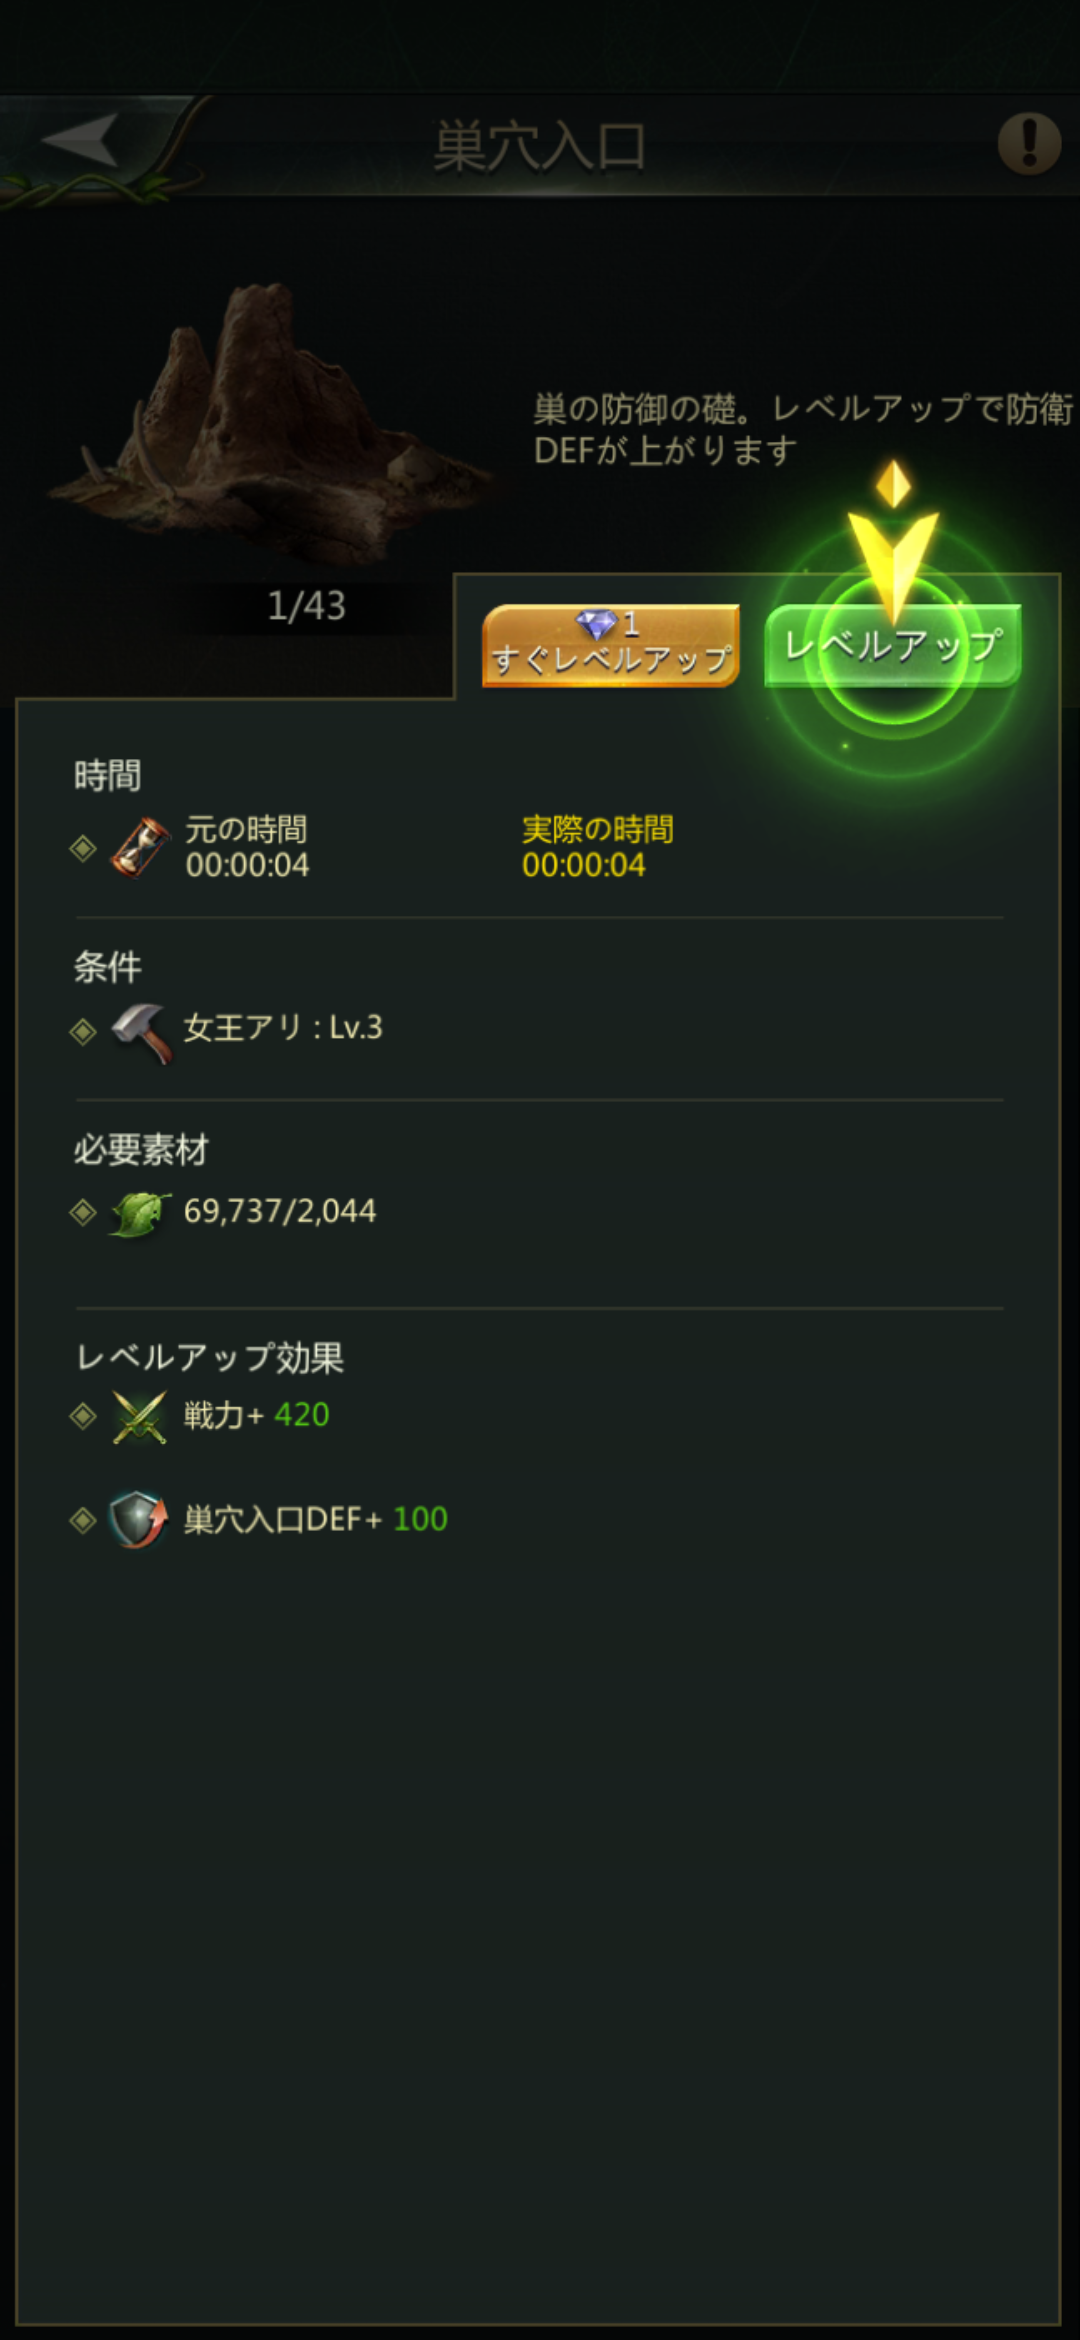 巣穴入口
巣の防御の礎。レベルアップで防衛
DEFが上がります
1/43
1
すぐレベルアップ
レベルアップ
時間
元の時間
実際の時間
00:00:04
00:00:04
条件
女王アリ : Lv.3
必要素材
69,737/2,044
レベルアップ効果
戦力+ 420
巣穴入口DEF+ 100